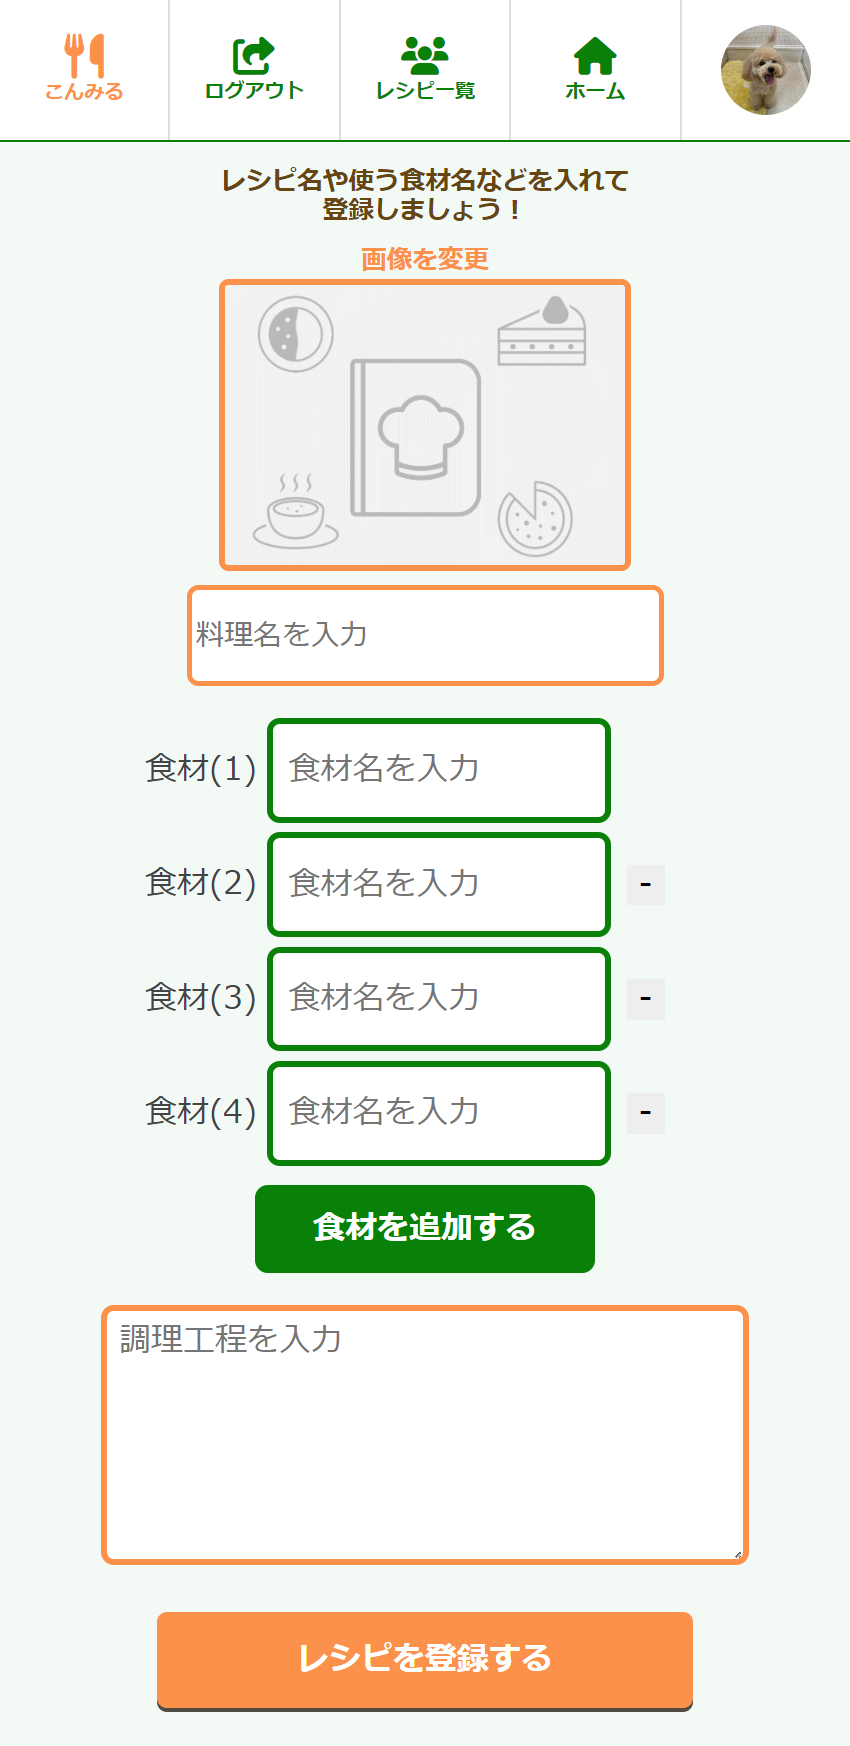 こんみる
ログアウト
レシピ一覧
ホーム
レシピ名や使う食材名などを入れて
登録しましょう！
画像を変更
料理名を入力
食材(1) 食材名を入力
食材(2) 食材名を入力 -
食材(3) 食材名を入力 -
食材(4) 食材名を入力 -
食材を追加する
調理工程を入力
レシピを登録する